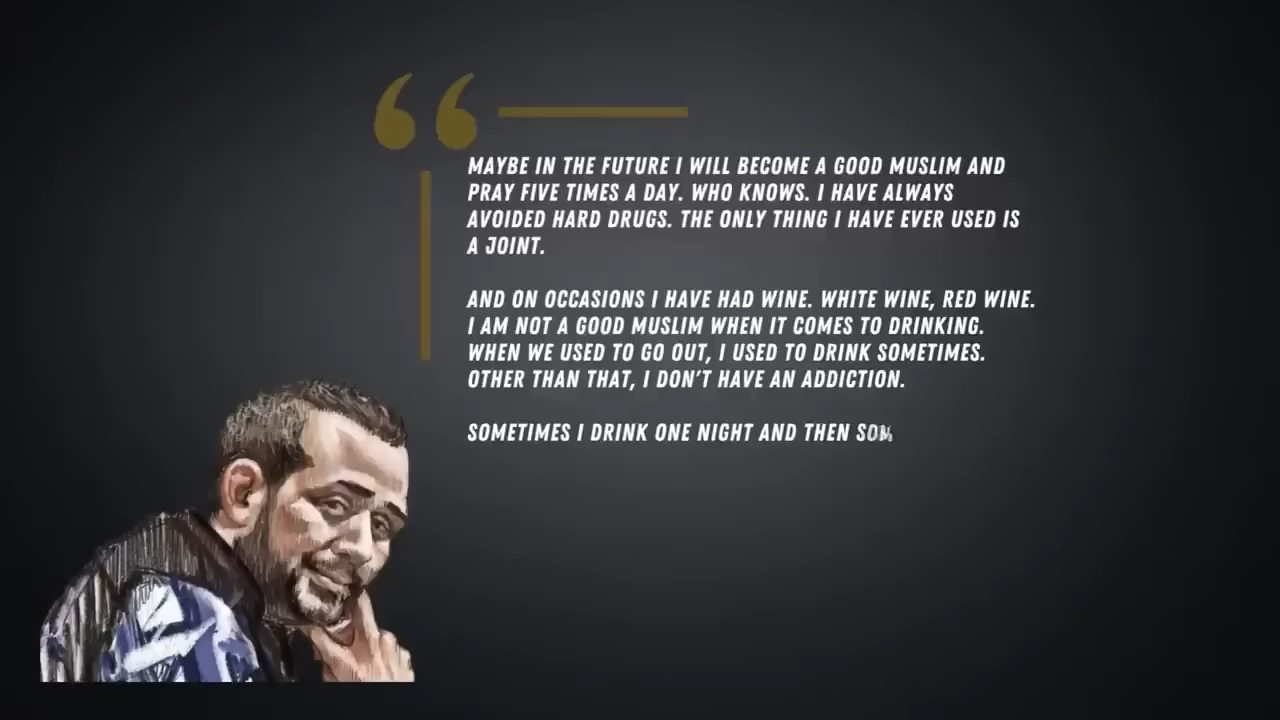 MAYBE IN THE FUTURE I WILL BECOME A GOOD MUSLIM AND
PRAY FIVE TIMES A DAY. WHO KNOWS. I HAVE ALWAYS
AVOIDED HARD DRUGS. THE ONLY THING I HAVE EVER USED IS
A JOINT.
AND ON OCCASIONS I HAVE HAD WINE. WHITE WINE, RED WINE.
I AM NOT A GOOD MUSLIM WHEN IT COMES TO DRINKING.
WHEN WE USED TO GO OUT, I USED TO DRINK SOMETIMES.
OTHER THAN THAT, I DON'T HAVE AN ADDICTION.
SOMETIMES I DRINK ONE NIGHT AND THEN SOM